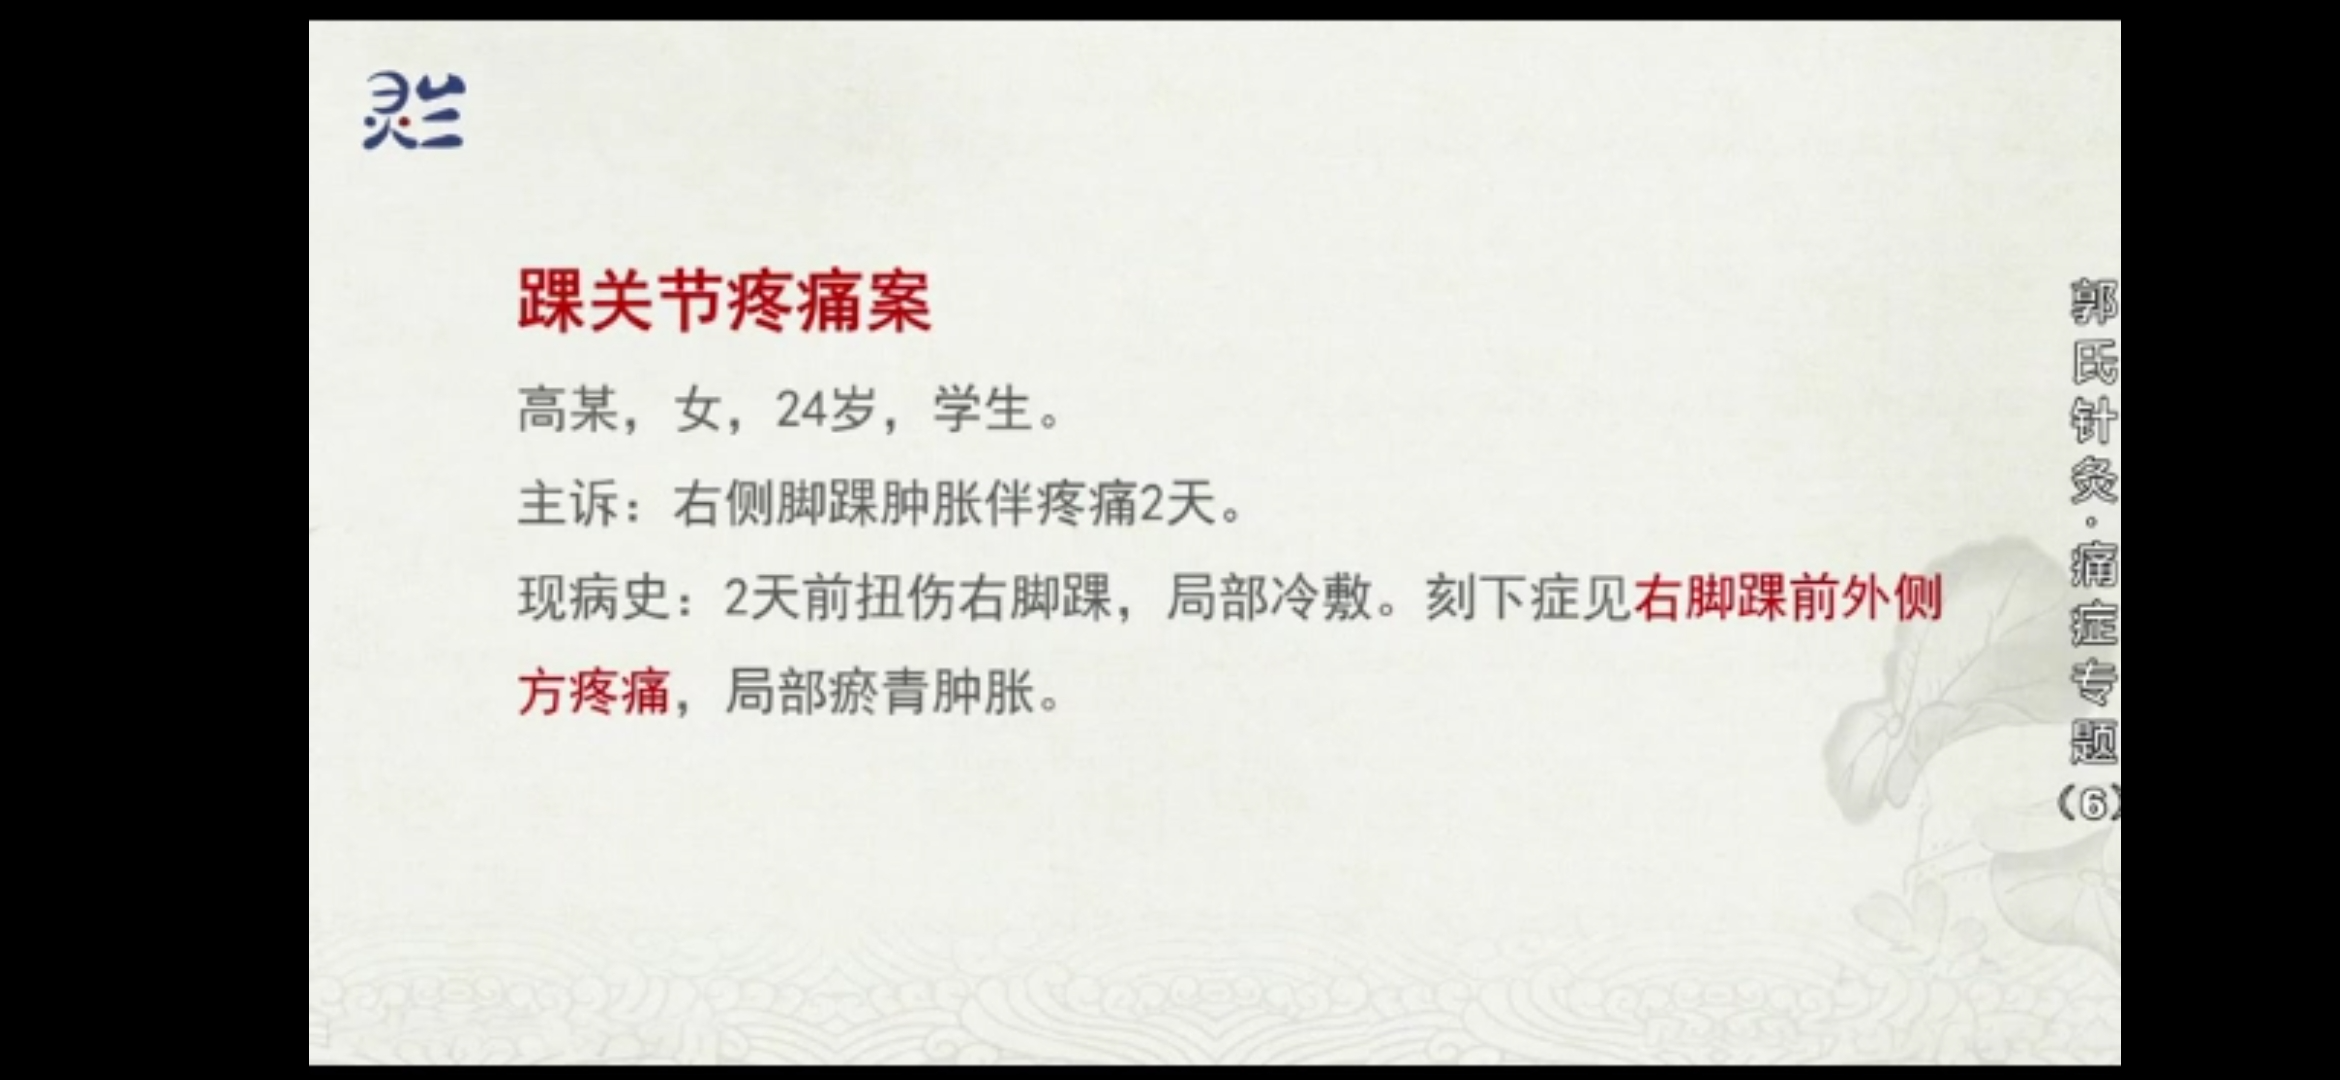 灵兰
踝关节疼痛案
高某，女，24岁，学生。
主诉：右侧脚踝肿胀伴疼痛2天。
现病史：2天前扭伤右脚踝，局部冷敷。刻下症见右脚踝前外侧
方疼痛，局部瘀青肿胀。
郭氏针灸·痛症专题（6）